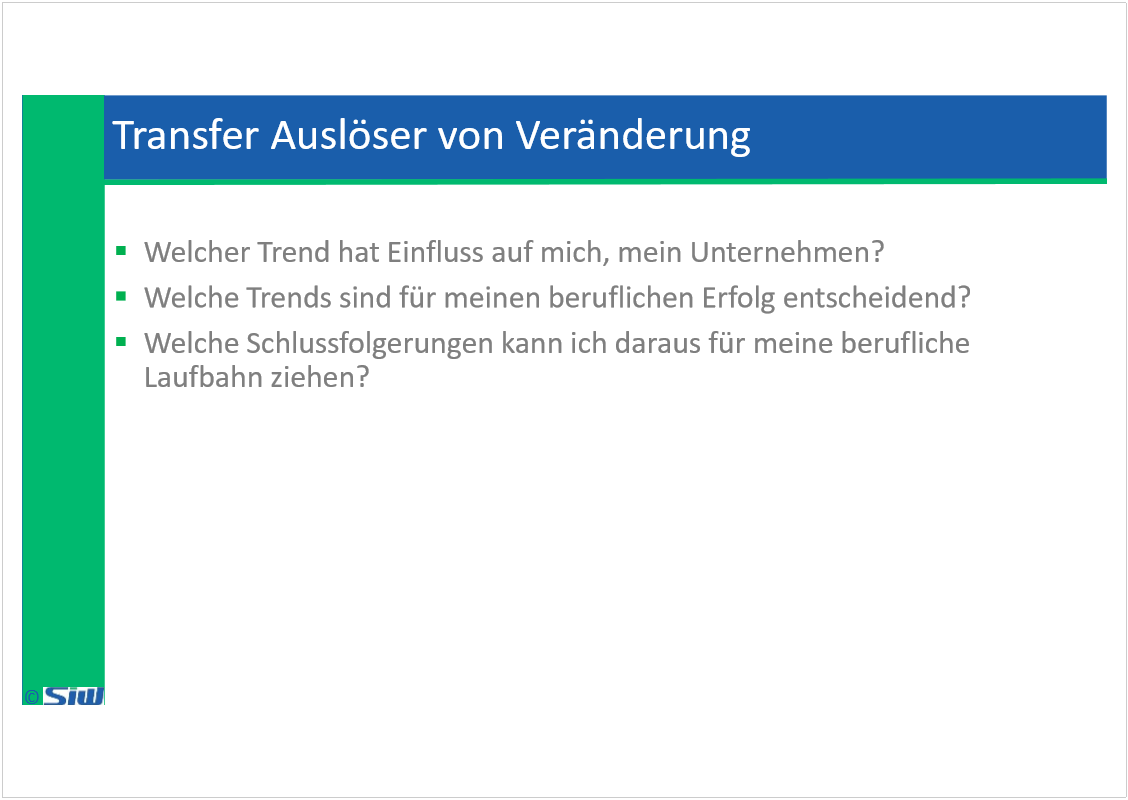 Transfer Auslöser von Veränderung
▪ Welcher Trend hat Einfluss auf mich, mein Unternehmen?
▪ Welche Trends sind für meinen beruflichen Erfolg entscheidend?
▪ Welche Schlussfolgerungen kann ich daraus für meine berufliche
Laufbahn ziehen?
© SiW